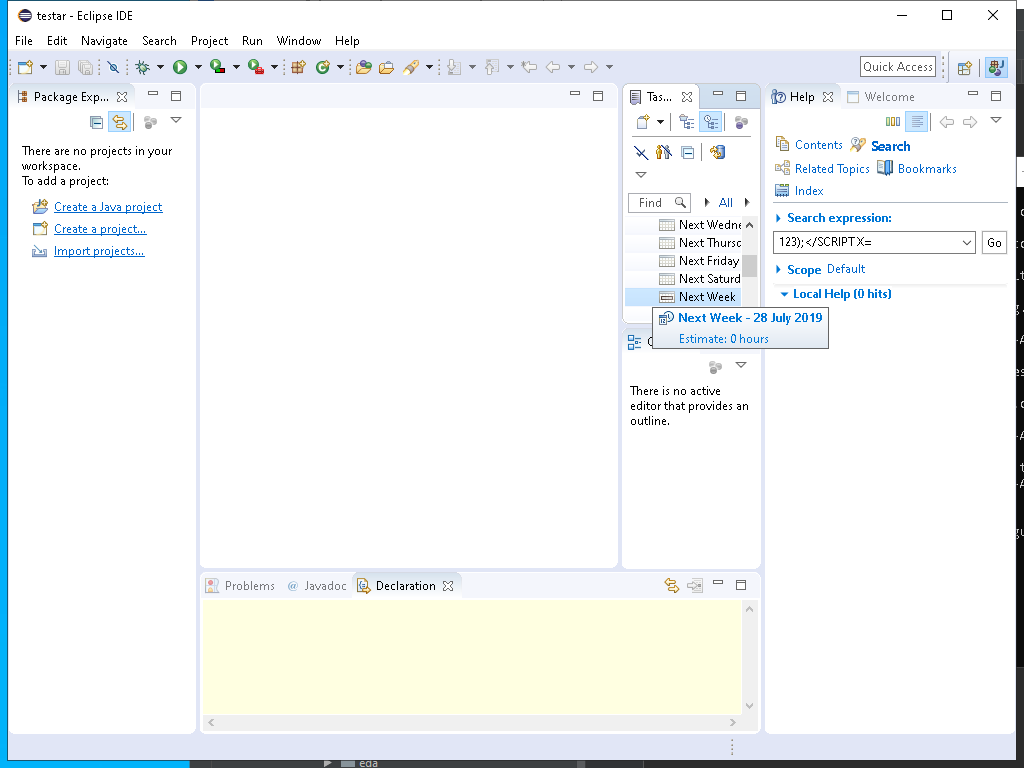 testar - Eclipse IDE
File Edit Navigate Search Project Run Window Help
Quick Access
Package Exp...
There are no projects in your
workspace.
To add a project:
Create a Java project
Create a project...
Import projects...
Tas...
Find
All
Next Wedne
Next Thursd
Next Friday
Next Saturd
Next Week
Next Week - 28 July 2019
Estimate: 0 hours
There is no active
editor that provides an
outline.
Help Welcome
Contents Search
Related Topics Bookmarks
Index
Search expression:
123);</SCRIPT X=
Go
Scope Default
Local Help (0 hits)
Problems @ Javadoc Declaration
eda